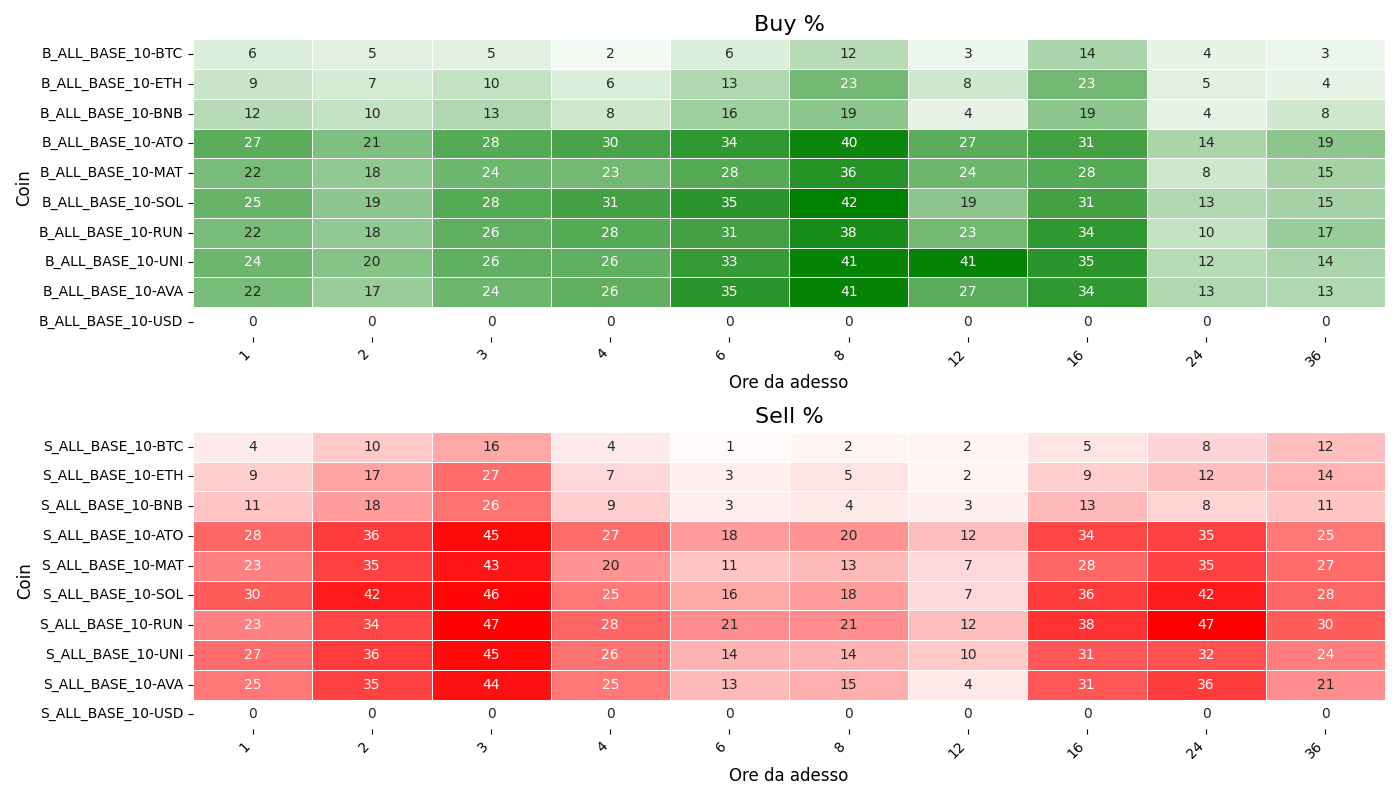 Buy %
Coin
B_ALL_BASE_10-BTC 6 5 5 2 6 12 3 14 4 3
B_ALL_BASE_10-ETH 9 7 10 6 13 23 8 23 5 4
B_ALL_BASE_10-BNB 12 10 13 8 16 19 4 19 4 8
B_ALL_BASE_10-ATO 27 21 28 30 34 40 27 31 14 19
B_ALL_BASE_10-MAT 22 18 24 23 28 36 24 28 8 15
B_ALL_BASE_10-SOL 25 19 28 31 35 42 19 31 13 15
B_ALL_BASE_10-RUN 22 18 26 28 31 38 23 34 10 17
B_ALL_BASE_10-UNI 24 20 26 26 33 41 41 35 12 14
B_ALL_BASE_10-AVA 22 17 24 26 35 41 27 34 13 13
B_ALL_BASE_10-USD 0 0 0 0 0 0 0 0 0 0
1 2 3 4 6 8 12 16 24 36
Ore da adesso
Sell %
Coin
S_ALL_BASE_10-BTC 4 10 16 4 1 2 2 5 8 12
S_ALL_BASE_10-ETH 9 17 27 7 3 5 2 9 12 14
S_ALL_BASE_10-BNB 11 18 26 9 3 4 3 13 8 11
S_ALL_BASE_10-ATO 28 36 45 27 18 20 12 34 35 25
S_ALL_BASE_10-MAT 23 35 43 20 11 13 7 28 35 27
S_ALL_BASE_10-SOL 30 42 46 25 16 18 7 36 42 28
S_ALL_BASE_10-RUN 23 34 47 28 21 21 12 38 47 30
S_ALL_BASE_10-UNI 27 36 45 26 14 14 10 31 32 24
S_ALL_BASE_10-AVA 25 35 44 25 13 15 4 31 36 21
S_ALL_BASE_10-USD 0 0 0 0 0 0 0 0 0 0
1 2 3 4 6 8 12 16 24 36
Ore da adesso